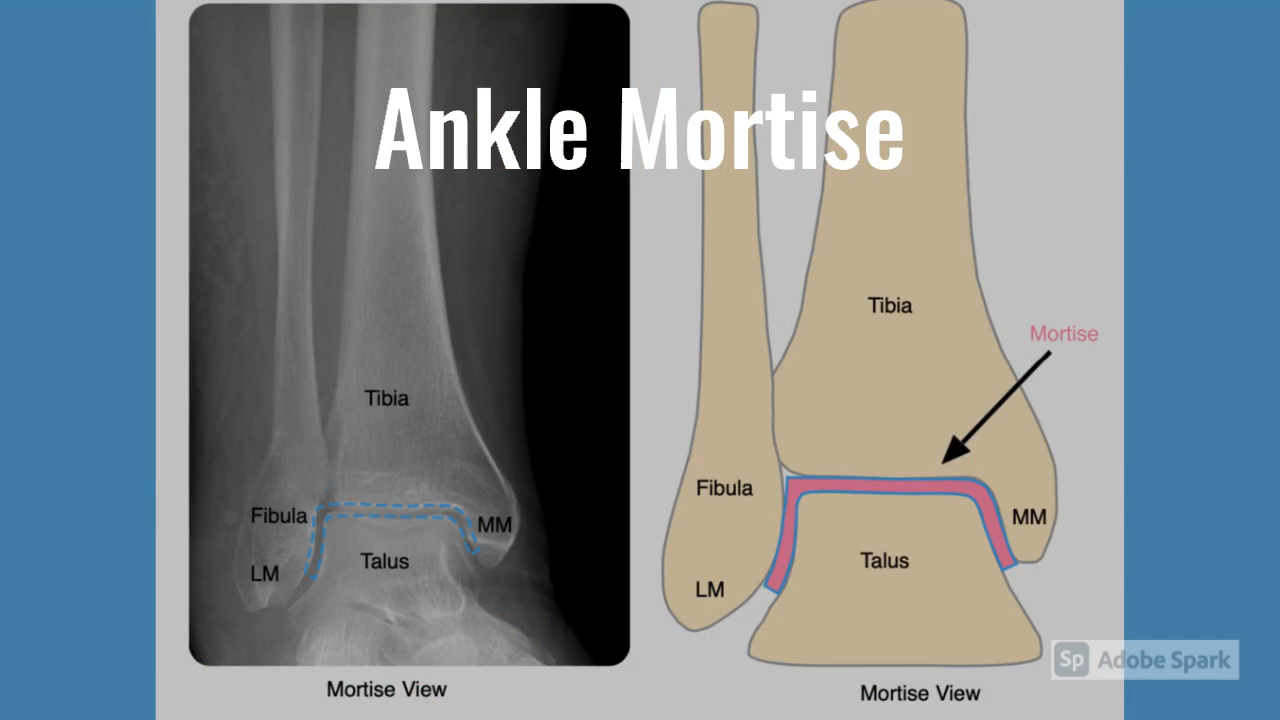 Ankle Mortise
Tibia
Fibula
MM
LM
Talus
Mortise View
Tibia
Mortise
Fibula
MM
Talus
LM
Mortise View
Sp Adobe Spark